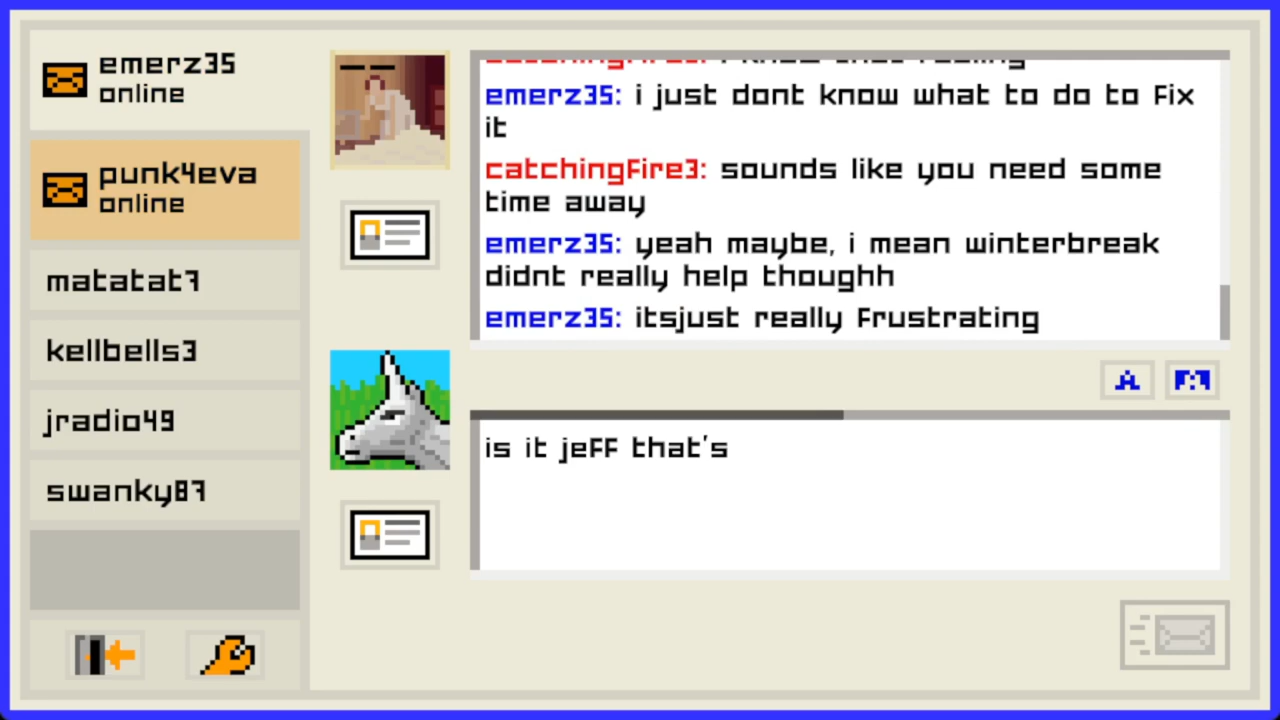 emerz35
online
punk4eva
online
matatat7
kellbells3
jradio49
swanky87
emerz35: i just dont know what to do to Fix
it
catchingFire3: sounds like you need some
time away
emerz35: yeah maybe, i mean winterbreak
didnt really help thoughh
emerz35: itsjust really Frustrating
A
is it jeFF that's